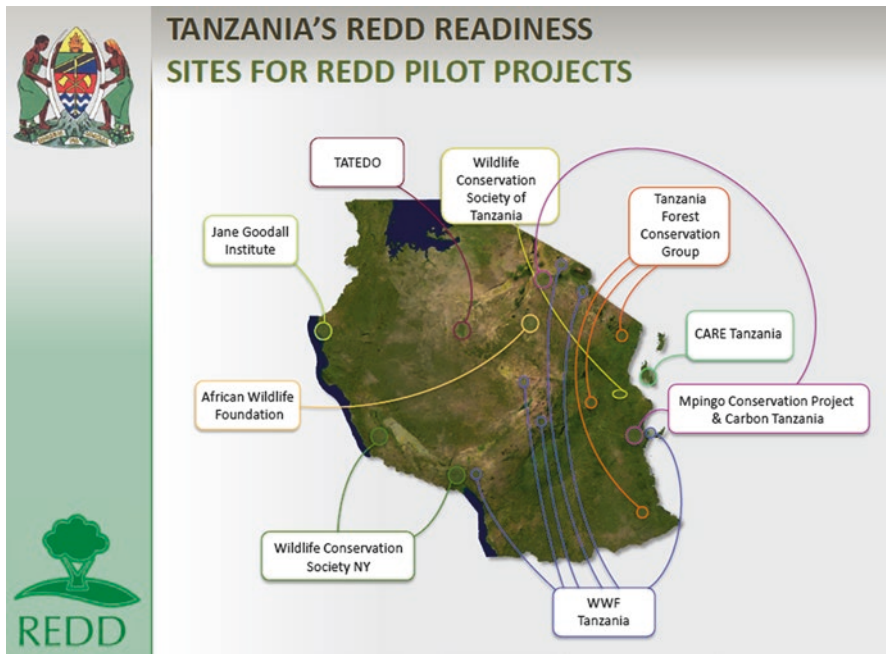 TANZANIA'S REDD READINESS
SITES FOR REDD PILOT PROJECTS
TATEDO
Wildlife
Conservation
Society of
Tanzania
Tanzania
Forest
Conservation
Group
Jane Goodall
Institute
CARE Tanzania
African Wildlife
Foundation
Mpingo Conservation Project
& Carbon Tanzania
Wildlife Conservation
Society NY
WWF
Tanzania
REDD